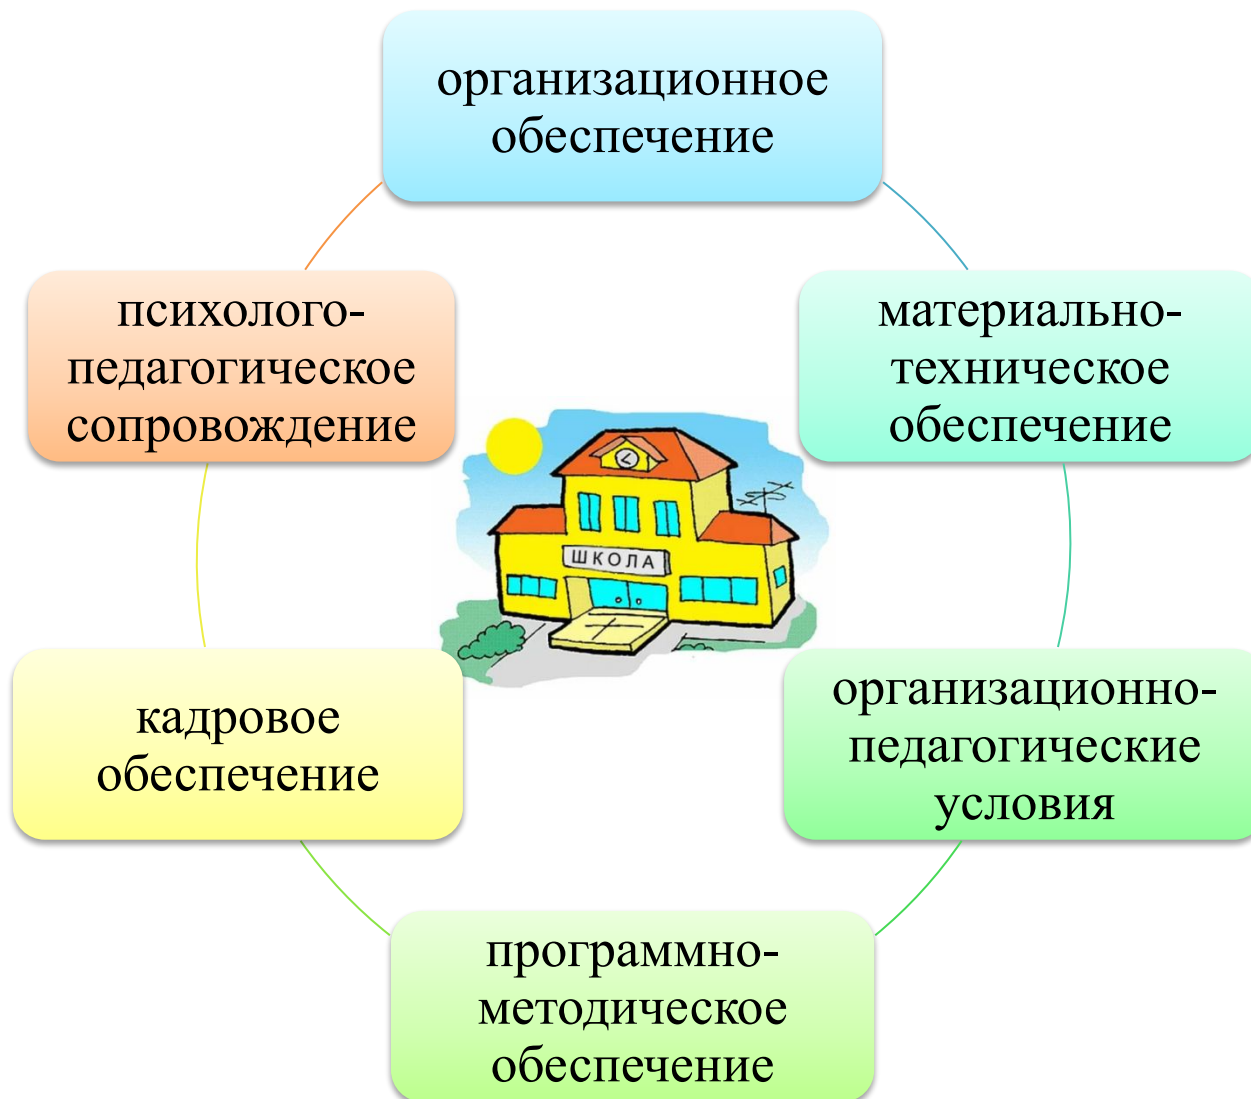 организационное
обеспечение
материально-
техническое
обеспечение
организационно-
педагогические
условия
программно-
методическое
обеспечение
кадровое
обеспечение
психолого-
педагогическое
сопровождение
ШКОЛА